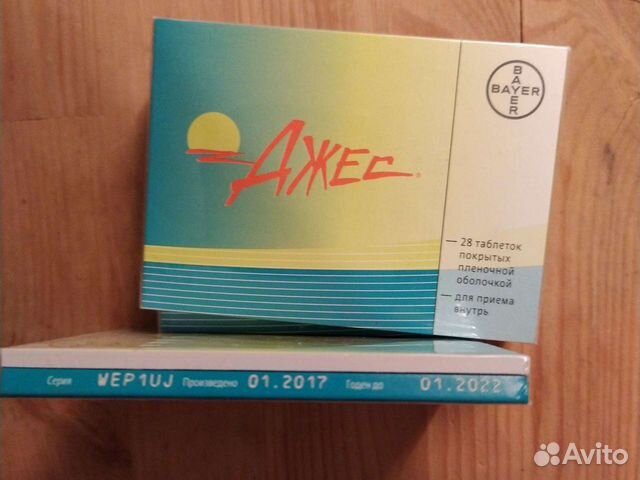 BAYER
BAYER
Джес®
— 28 таблеток
покрытых
пленочной
оболочкой
— для приема
внутрь
Серия WEP1UJ Произведено 01.2017 Годен до 01.2022
Avito